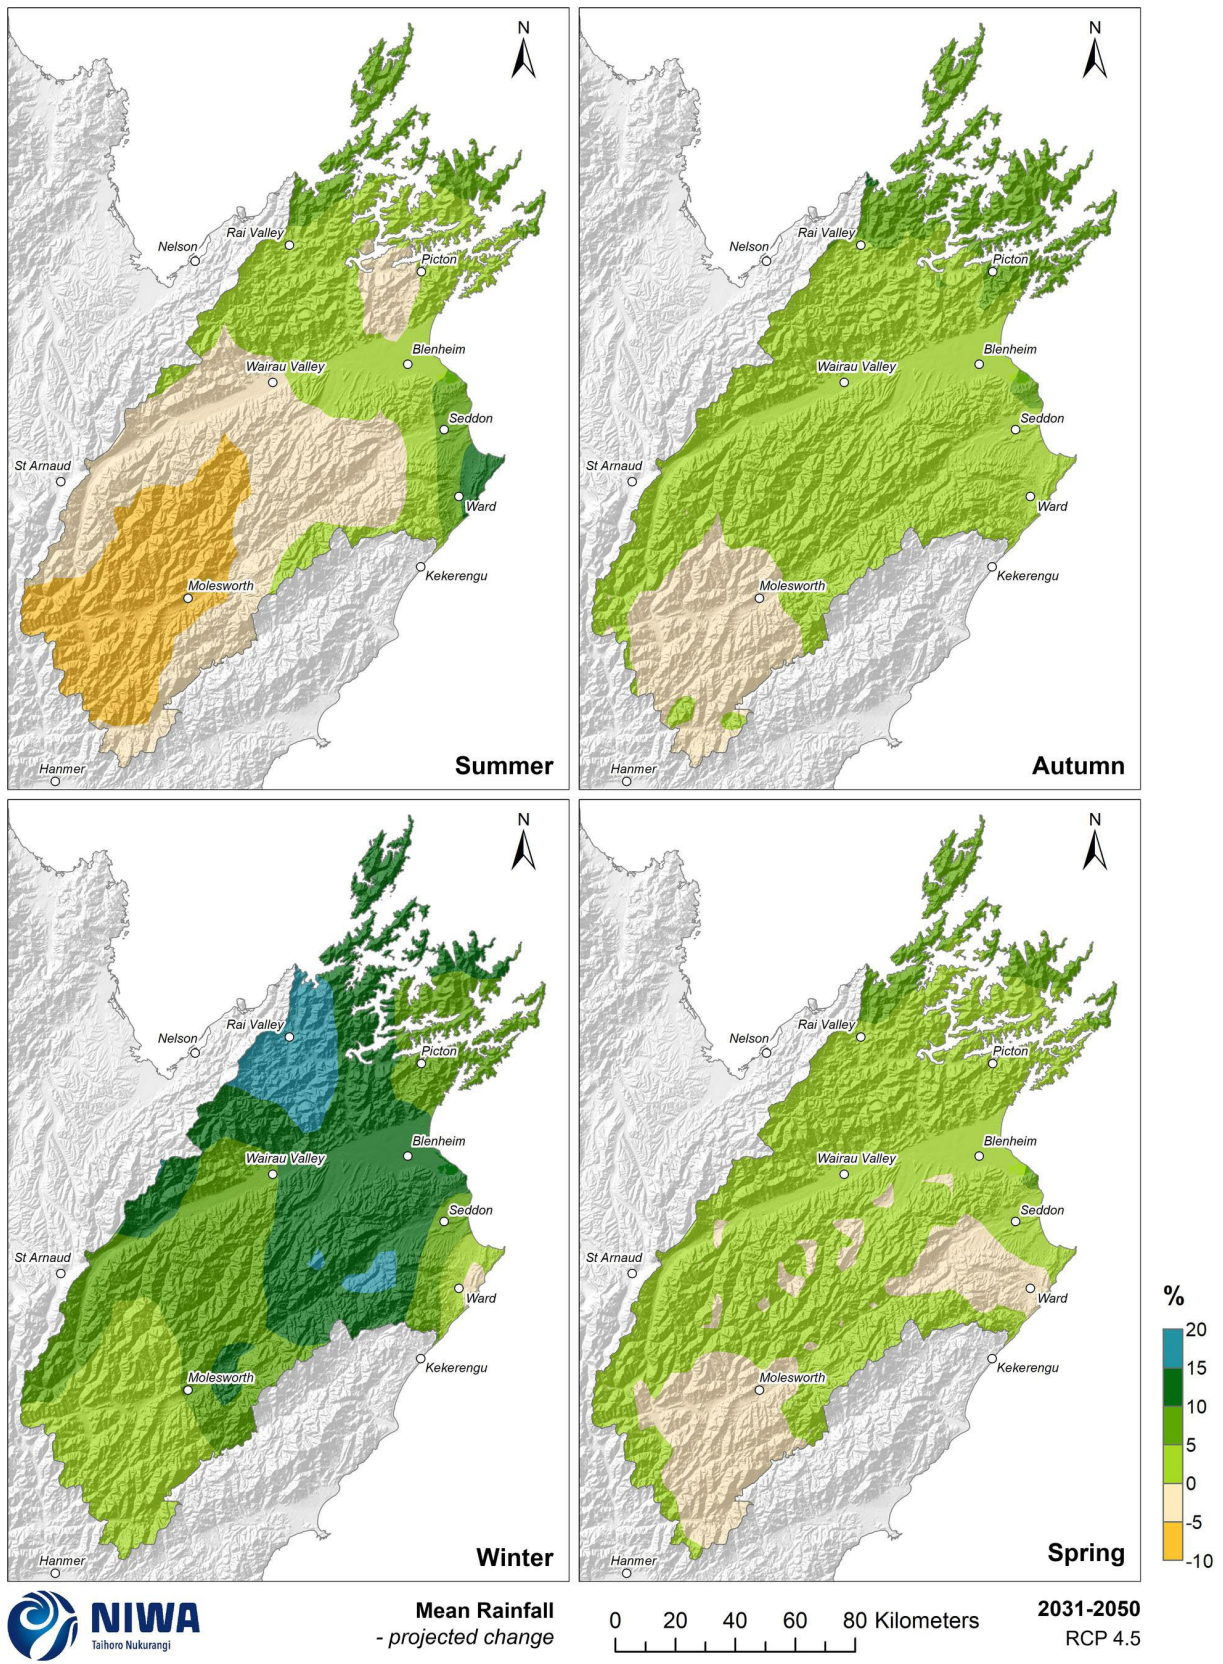 N
Nelson
Rai Valley
Picton
Blenheim
Wairau Valley
Seddon
St Arnaud
Ward
Kekerengu
Molesworth
Hanmer
Summer
N
Nelson
Rai Valley
Picton
Blenheim
Wairau Valley
Seddon
St Arnaud
Ward
Kekerengu
Molesworth
Hanmer
Autumn
N
Nelson
Rai Valley
Picton
Blenheim
Wairau Valley
Seddon
St Arnaud
Ward
Kekerengu
Molesworth
Hanmer
Winter
N
Nelson
Rai Valley
Picton
Blenheim
Wairau Valley
Seddon
St Arnaud
Ward
Kekerengu
Molesworth
Hanmer
Spring
%
20
15
10
5
0
-5
-10
NIWA
Taihoro Nukurangi
Mean Rainfall
- projected change
0 20 40 60 80 Kilometers
2031-2050
RCP 4.5